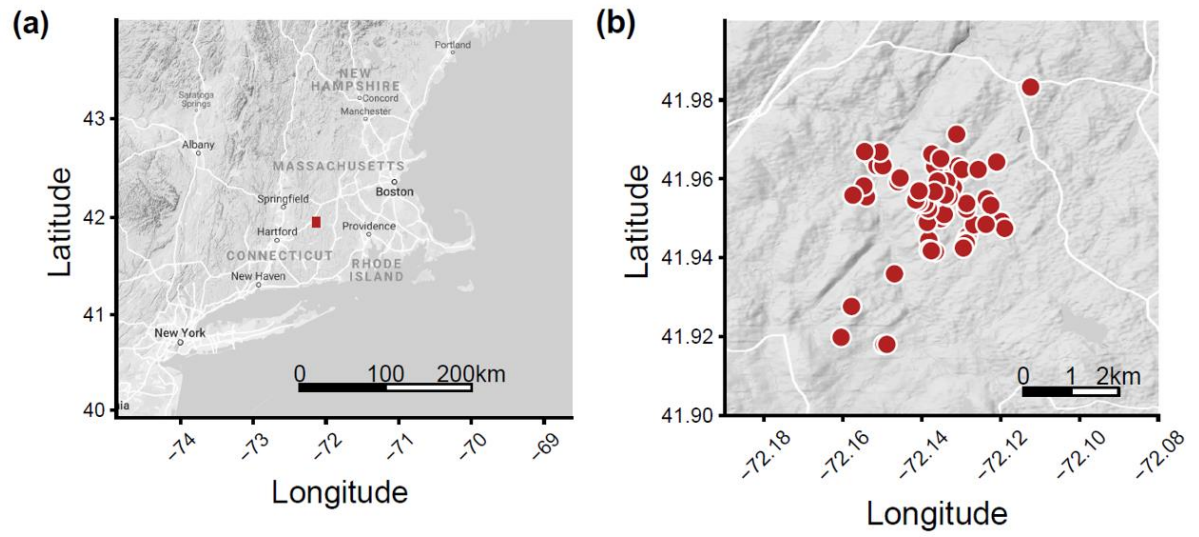 (a)
Latitude
43
42
41
40
Portland
NEW
HAMPSHIRE
Concord
Manchester
Saratoga
Springs
Albany
MASSACHUSETTS
Boston
Springfield
Hartford
Providence
CONNECTICUT
RHODE
ISLAND
New Haven
New York
nia
0 100 200km
−74 −73 −72 −71 −70 −69
Longitude
(b)
Latitude
41.98
41.96
41.94
41.92
41.90
0 1 2km
−72.18 −72.16 −72.14 −72.12 −72.10 −72.08
Longitude